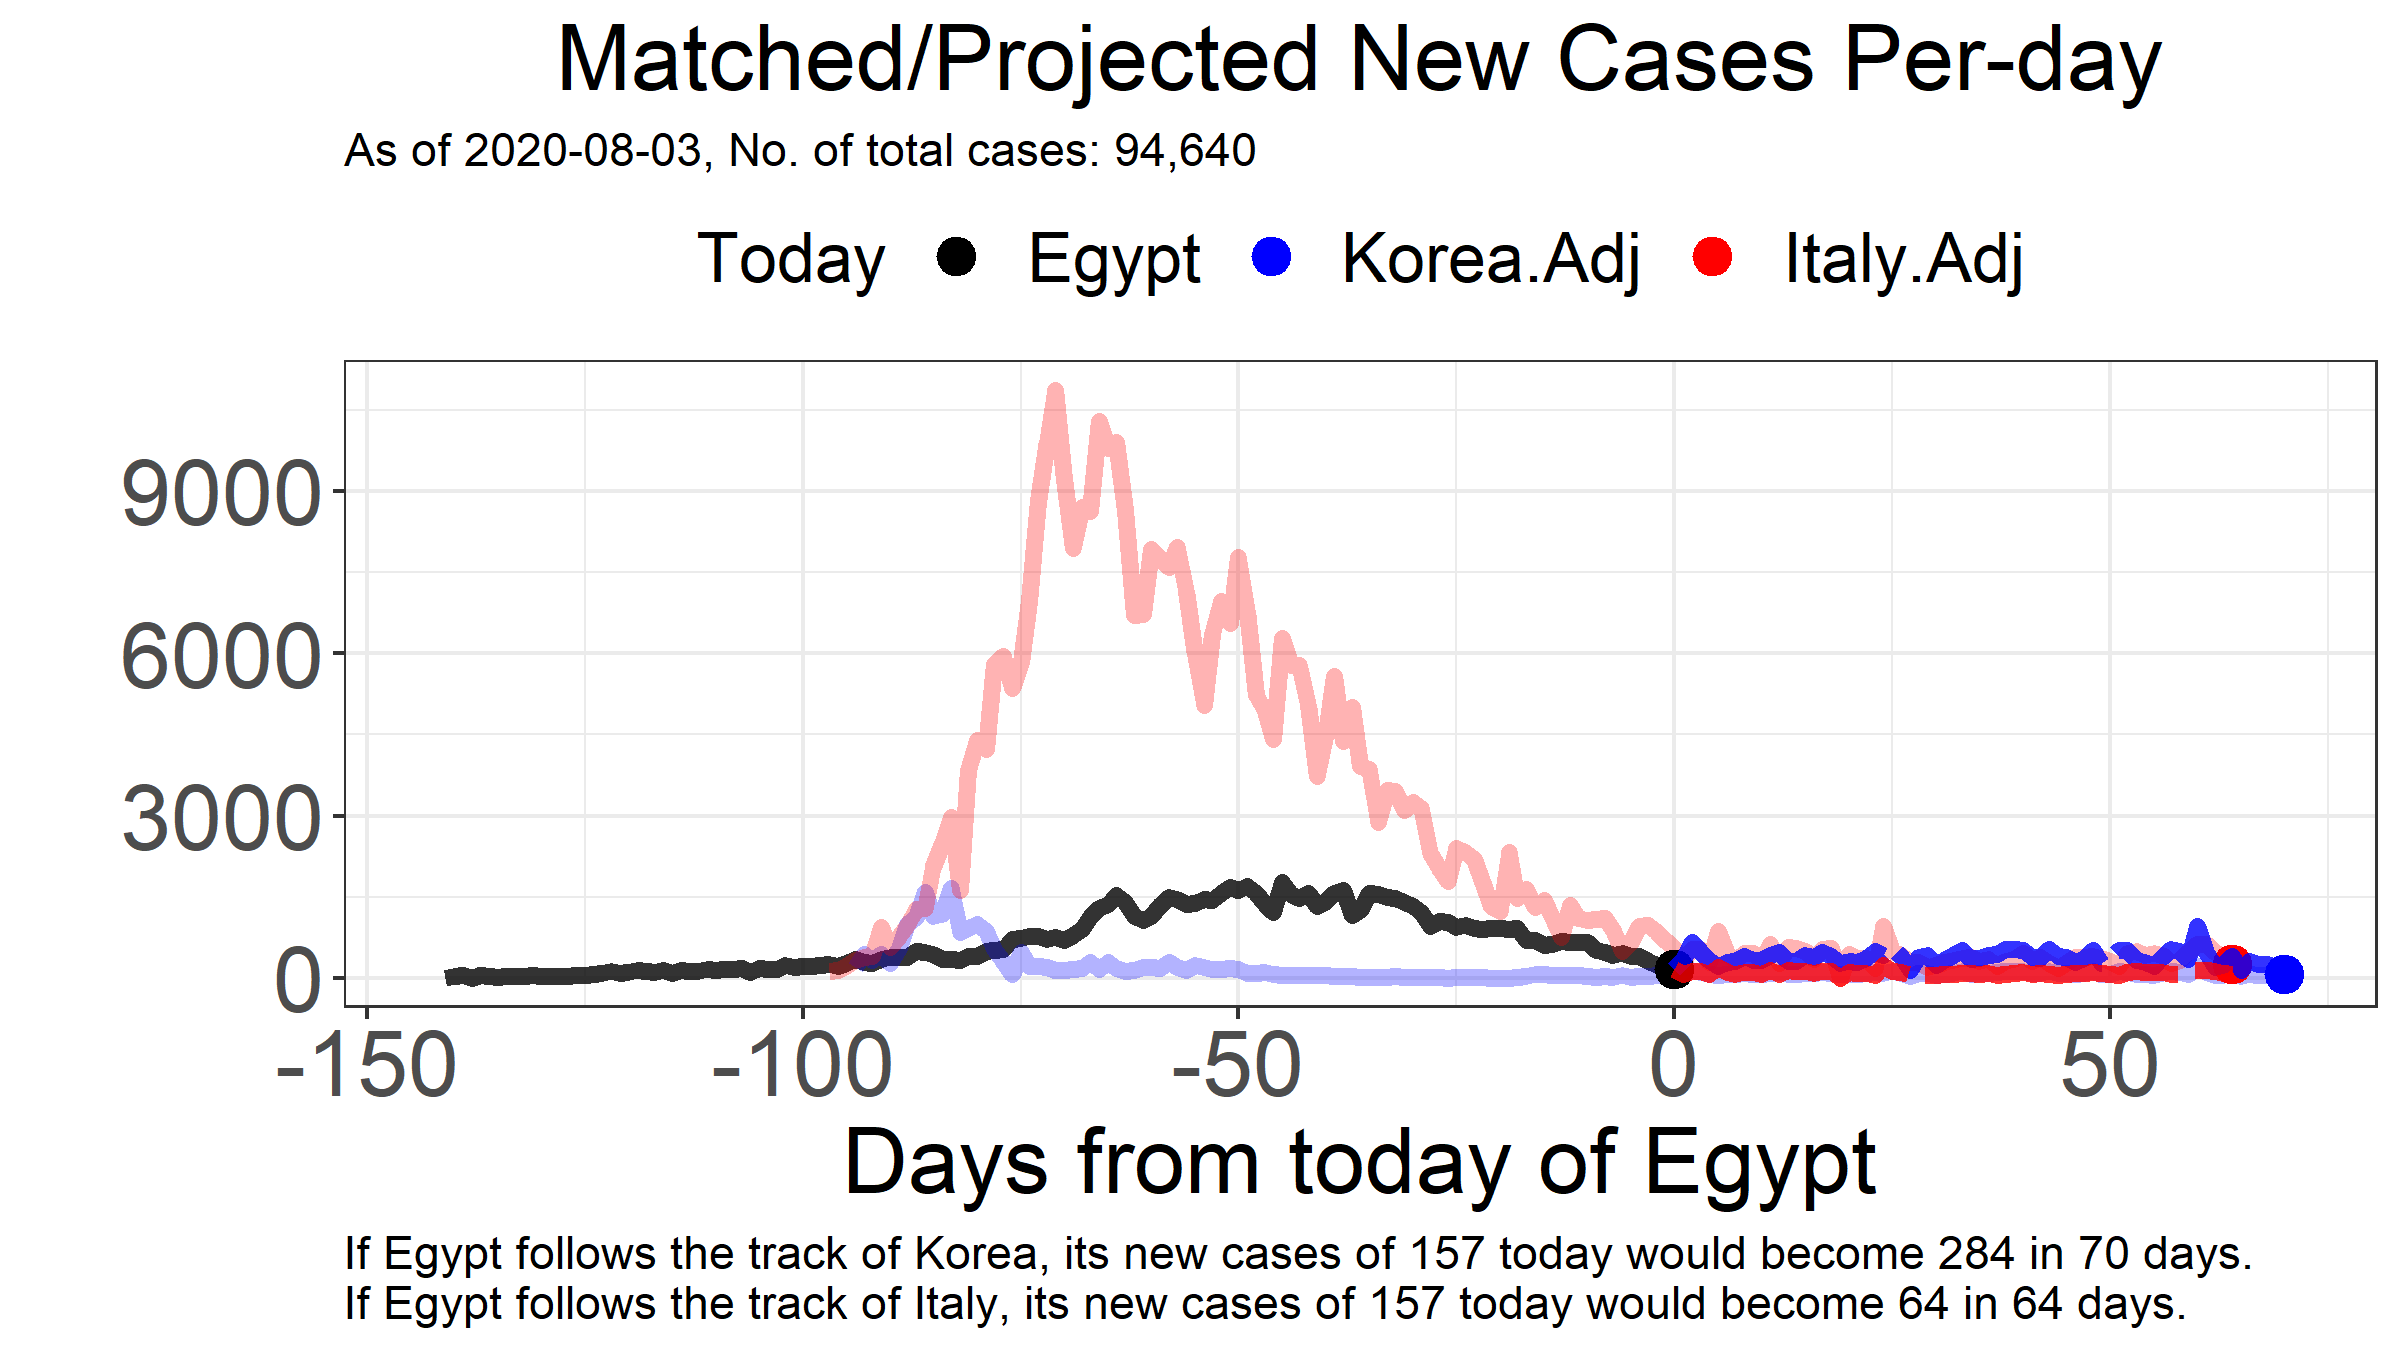 Matched/Projected New Cases Per-day
As of 2020-08-03, No. of total cases: 94,640
Today Egypt Korea.Adj Italy.Adj
9000
6000
3000
0
-150 -100 -50 0 50
Days from today of Egypt
If Egypt follows the track of Korea, its new cases of 157 today would become 284 in 70 days.
If Egypt follows the track of Italy, its new cases of 157 today would become 64 in 64 days.